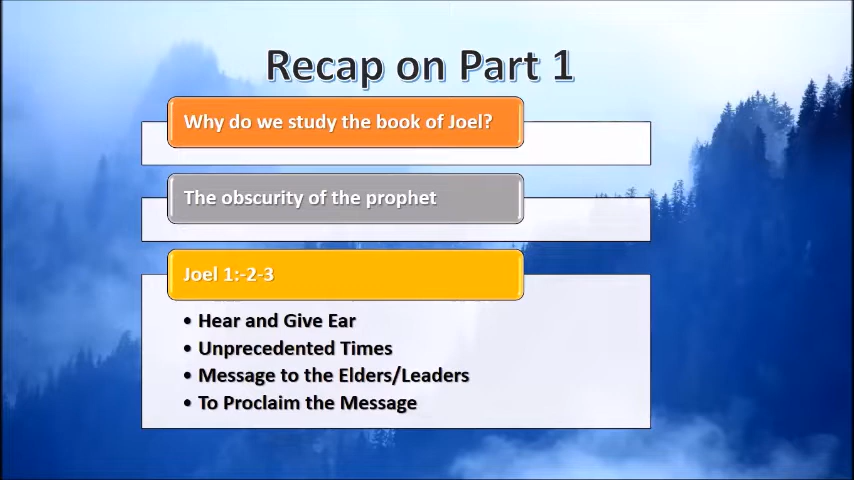 Recap on Part 1
Why do we study the book of Joel?
The obscurity of the prophet
Joel 1:-2-3
• Hear and Give Ear
• Unprecedented Times
• Message to the Elders/Leaders
• To Proclaim the Message